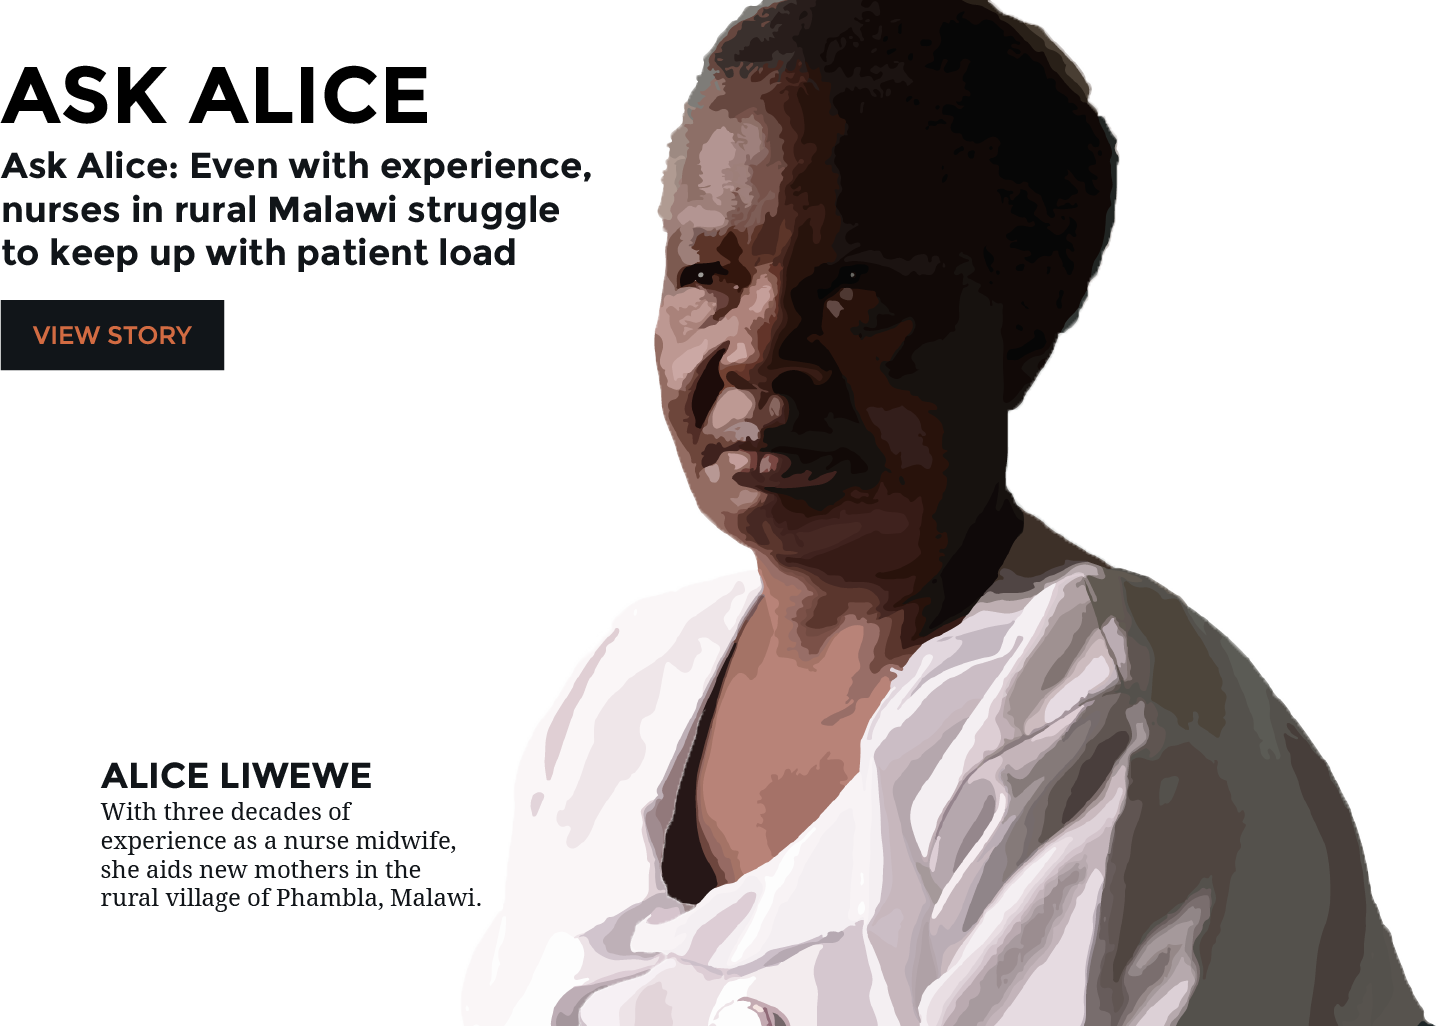 ASK ALICE
Ask Alice: Even with experience,
nurses in rural Malawi struggle
to keep up with patient load
VIEW STORY
ALICE LIWEWE
With three decades of
experience as a nurse midwife,
she aids new mothers in the
rural village of Phambla, Malawi.